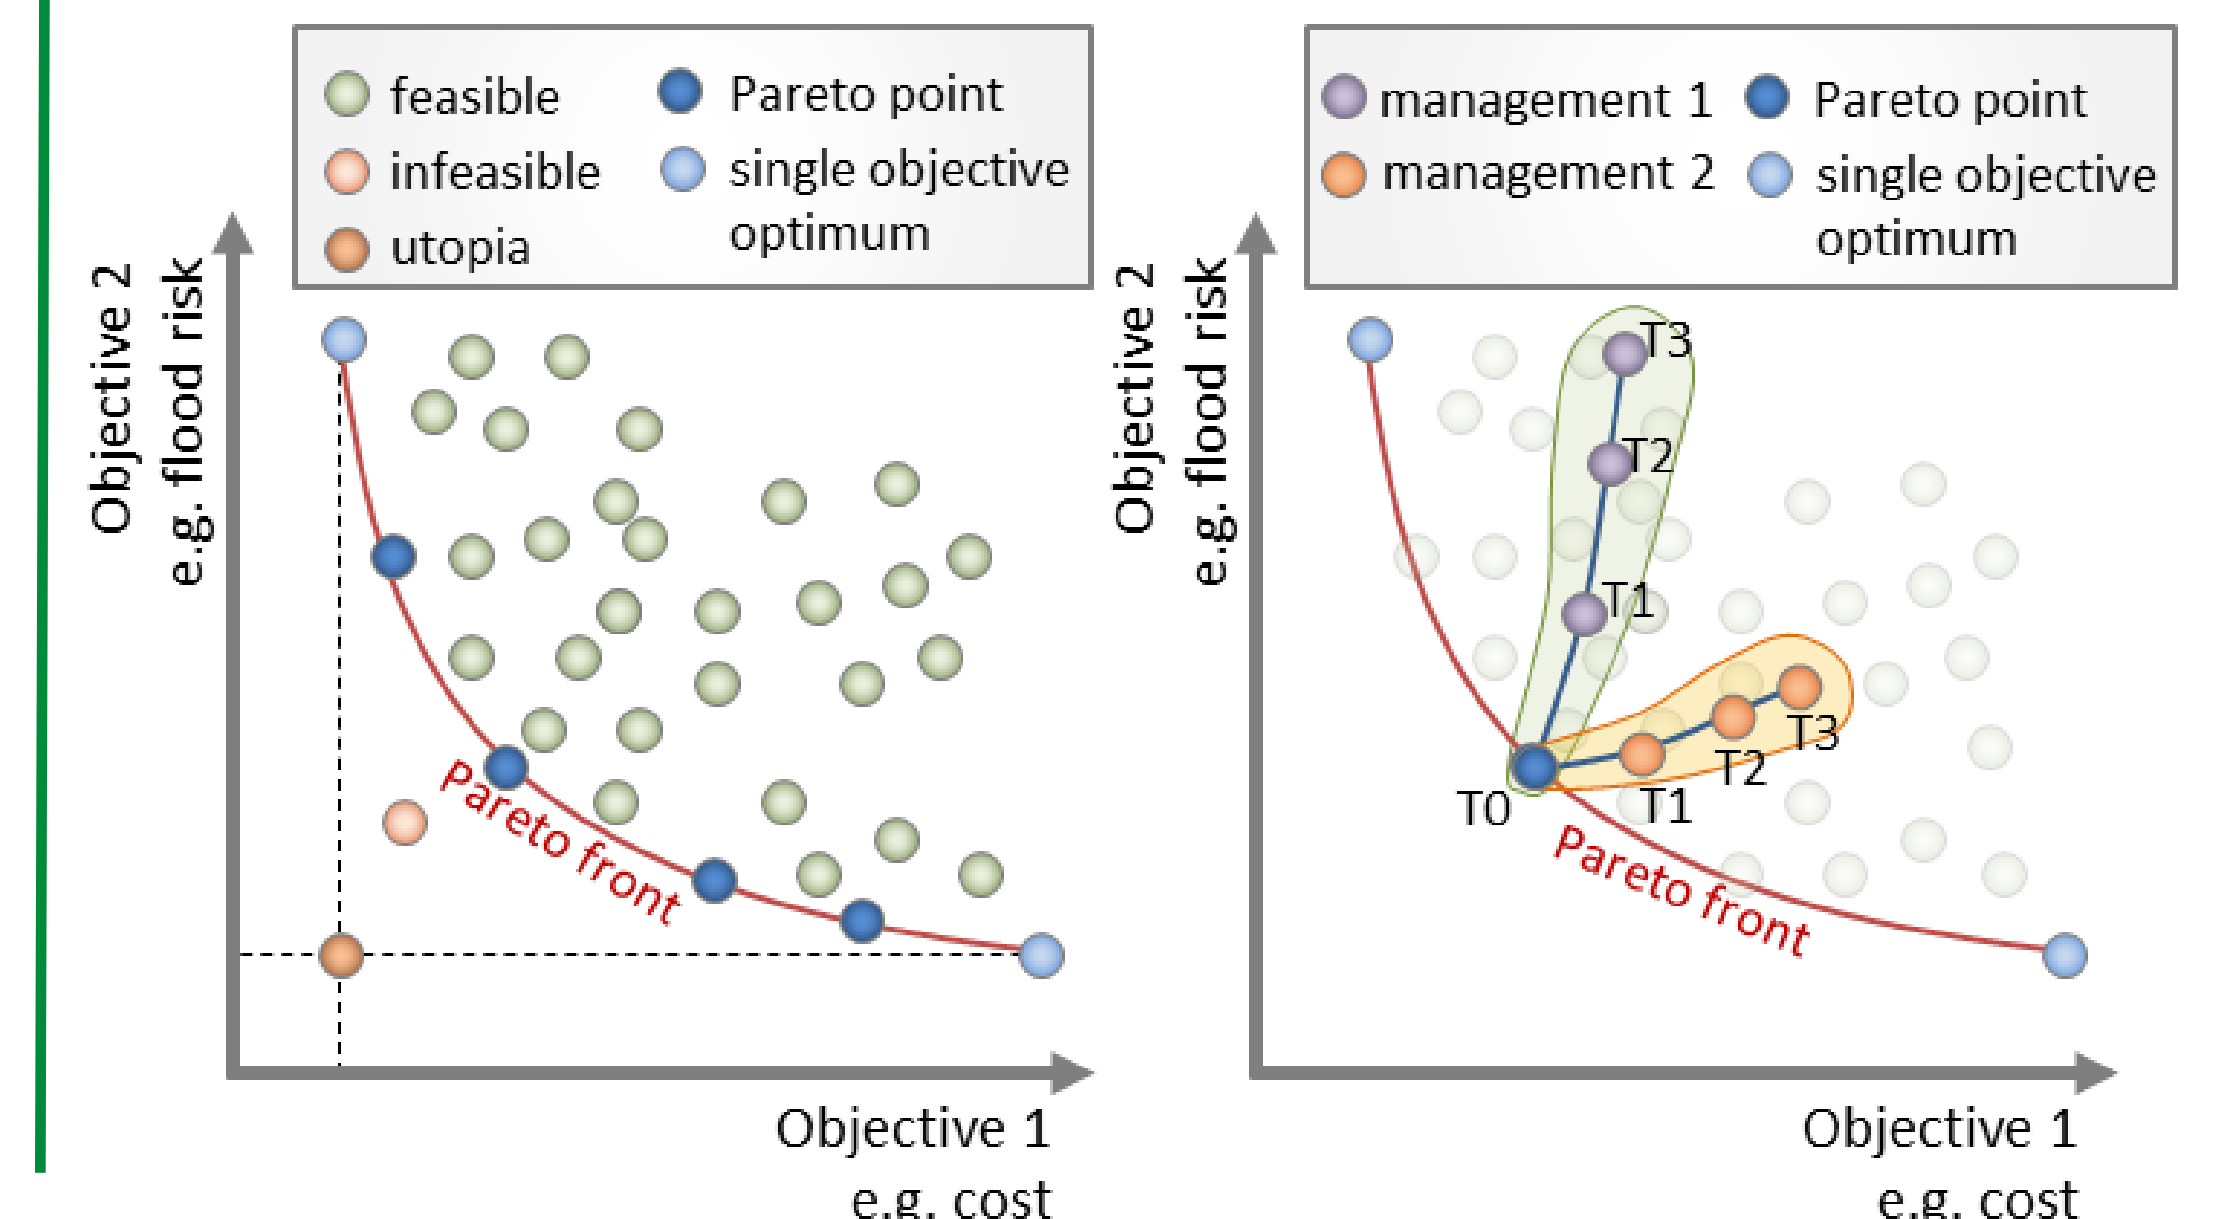 feasible
infeasible
utopia
Pareto point
single objective
optimum
Objective 2
e.g. flood risk
Pareto front
Objective 1
e.g. cost
management 1
management 2
Pareto point
single objective
optimum
Objective 2
e.g. flood risk
T3
T2
T1
T3
T2
T1
T0
Pareto front
Objective 1
e.g. cost